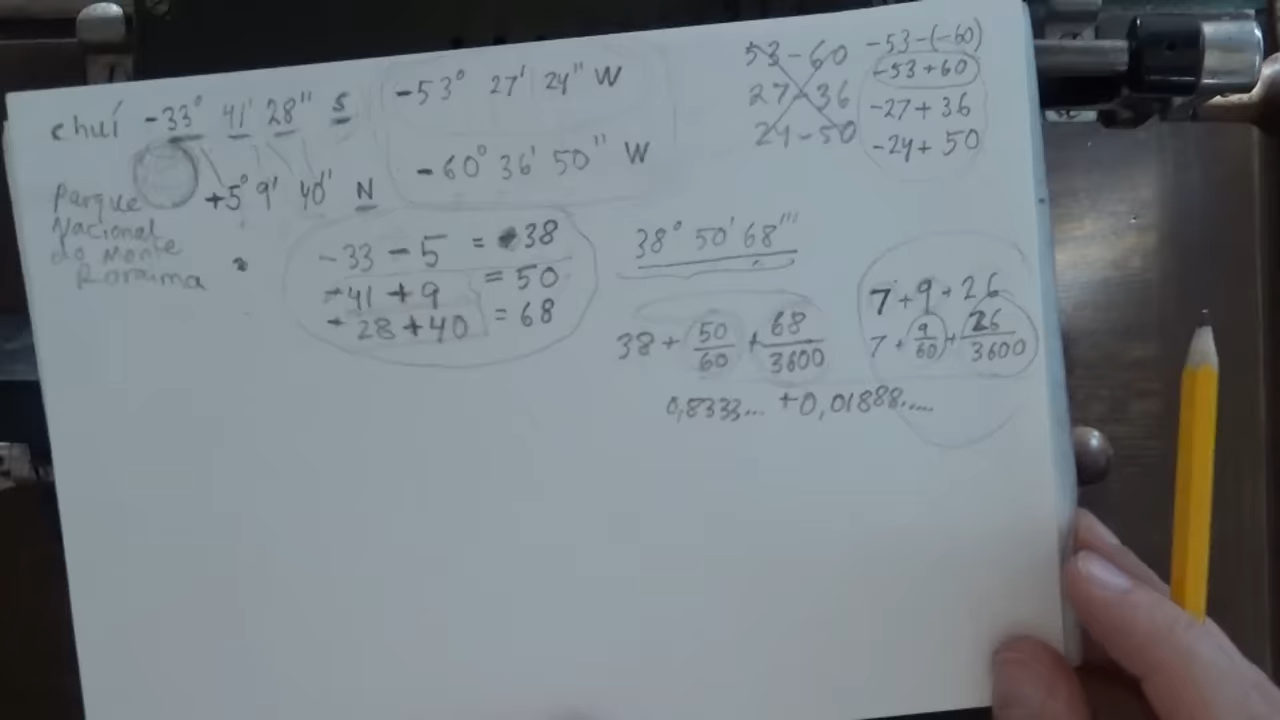 chuí -33° 41' 28" S
-53° 27' 24" W
Parque Nacional do Monte Roraima
+5° 9' 40" N
-60° 36' 50" W
53 - 60
27 36
24 - 50
-53-(-60)
-53+60
-27+36
-24+50
-33 - 5 = 38
-41 + 9 = 50
-28+40 = 68
38° 50' 68'''
38 + 50/60 + 68/3600
0,8333... +0,01888.....
7+9+26
7+ 9/60 + 26/3600